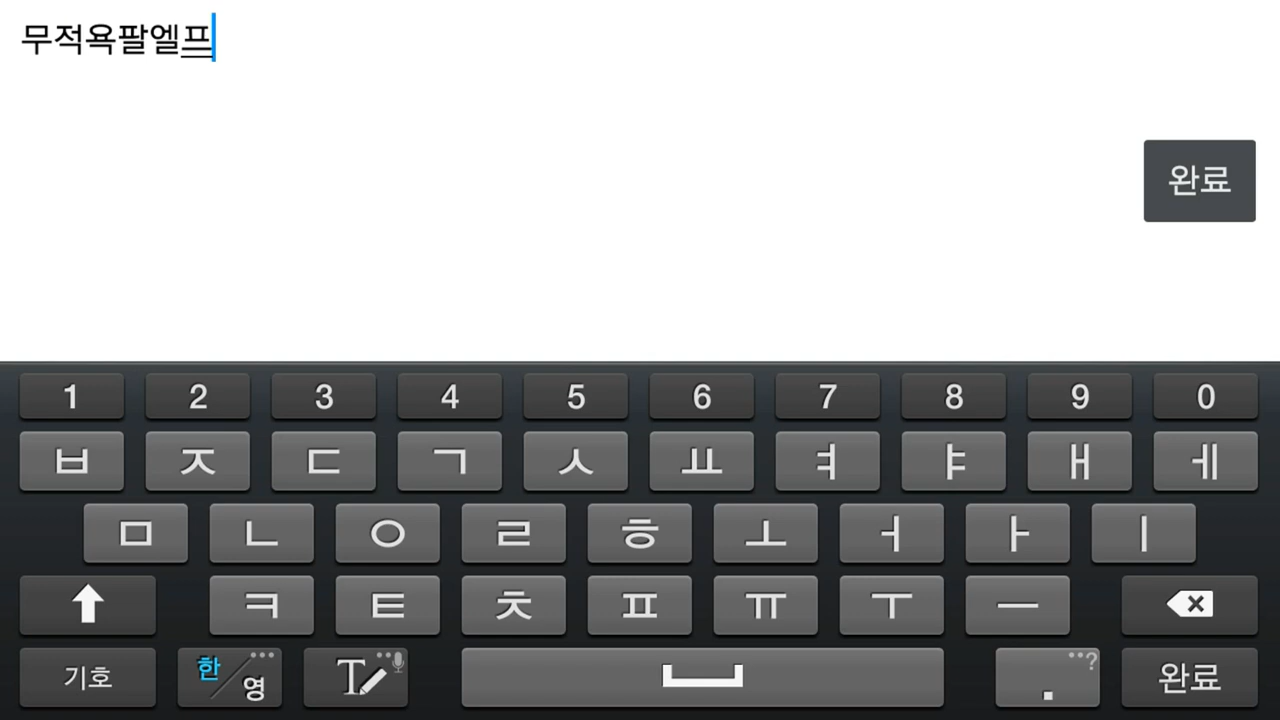 무적욕팔엘프
완료
1 2 3 4 5 6 7 8 9 0
ㅂ ㅈ ㄷ ㄱ ㅅ ㅛ ㅕ ㅑ ㅐ ㅔ
ㅁ ㄴ ㅇ ㄹ ㅎ ㅗ ㅓ ㅏ ㅣ
ㅋ ㅌ ㅊ ㅍ ㅠ ㅜ ㅡ
기호 한/영 T . ? 완료